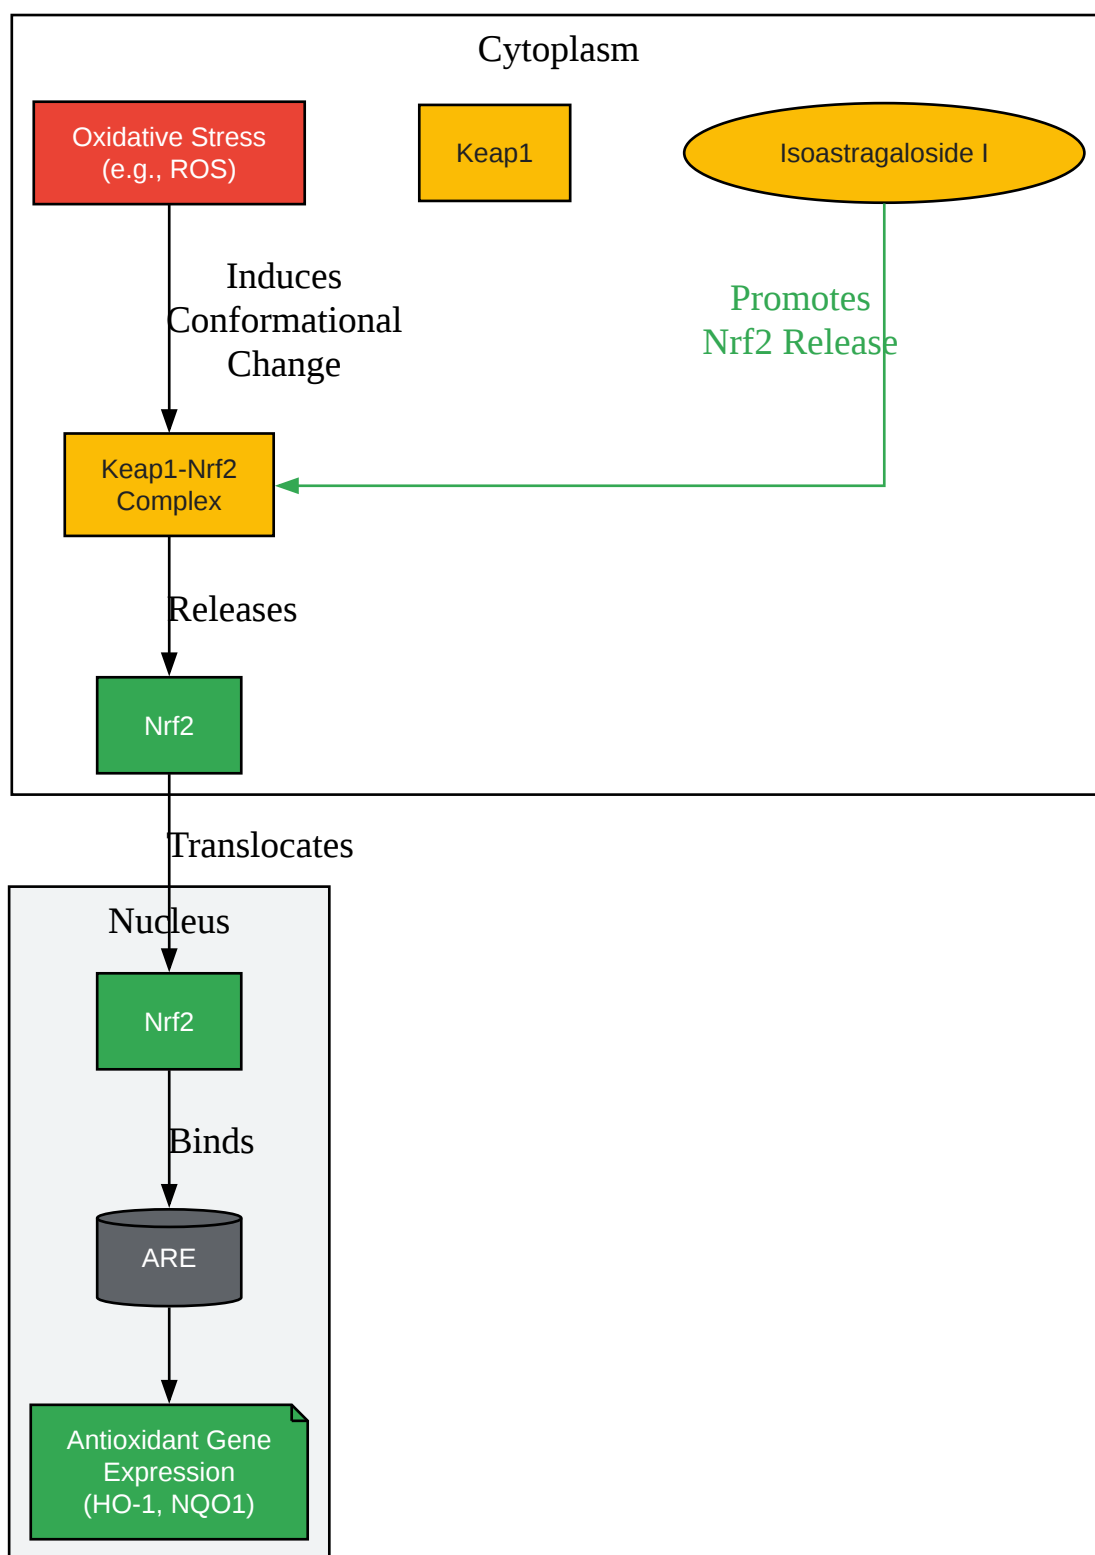 Cytoplasm
Oxidative Stress
(e.g., ROS)
Keap1
Isoastragaloside I
Induces
Conformational
Change
Promotes
Nrf2 Release
Keap1-Nrf2
Complex
Releases
Nrf2
Translocates
Nucleus
Nrf2
Binds
ARE
Antioxidant Gene
Expression
(HO-1, NQO1)